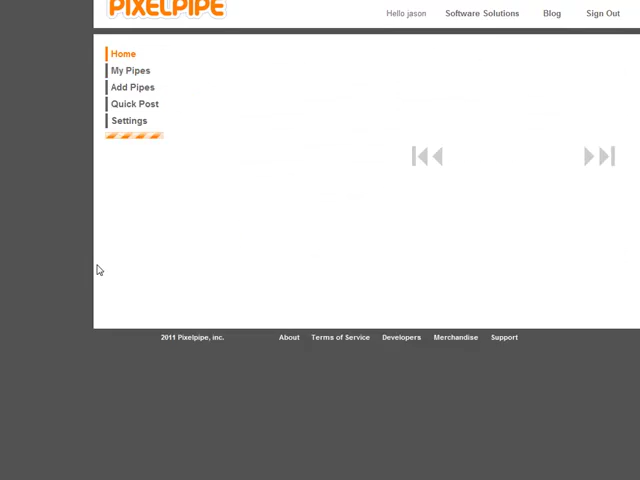 PIXELPIPE
Hello jason Software Solutions Blog Sign Out
Home
My Pipes
Add Pipes
Quick Post
Settings
2011 Pixelpipe, inc. About Terms of Service Developers Merchandise Support